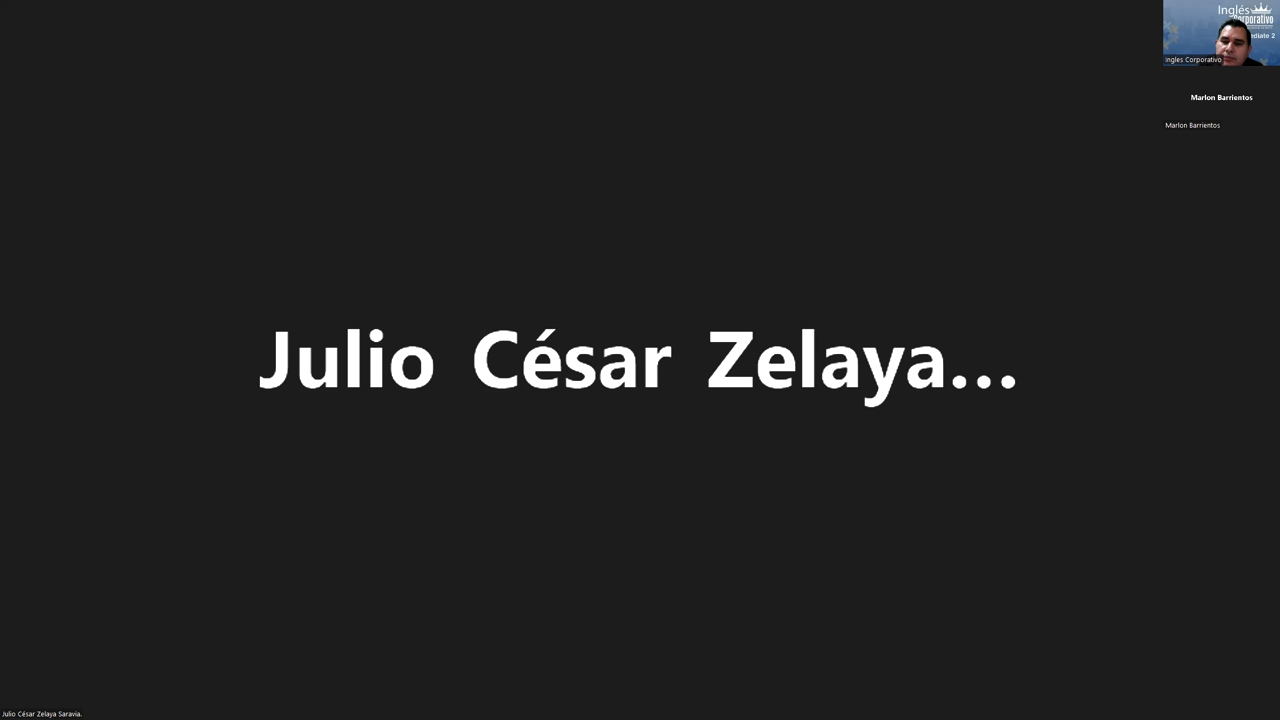 Inglés
Corporativo
ediate 2
Ingles Corporativo
Marlon Barrientos
Marlon Barrientos
Julio César Zelaya...
Julio César Zelaya Saravia.